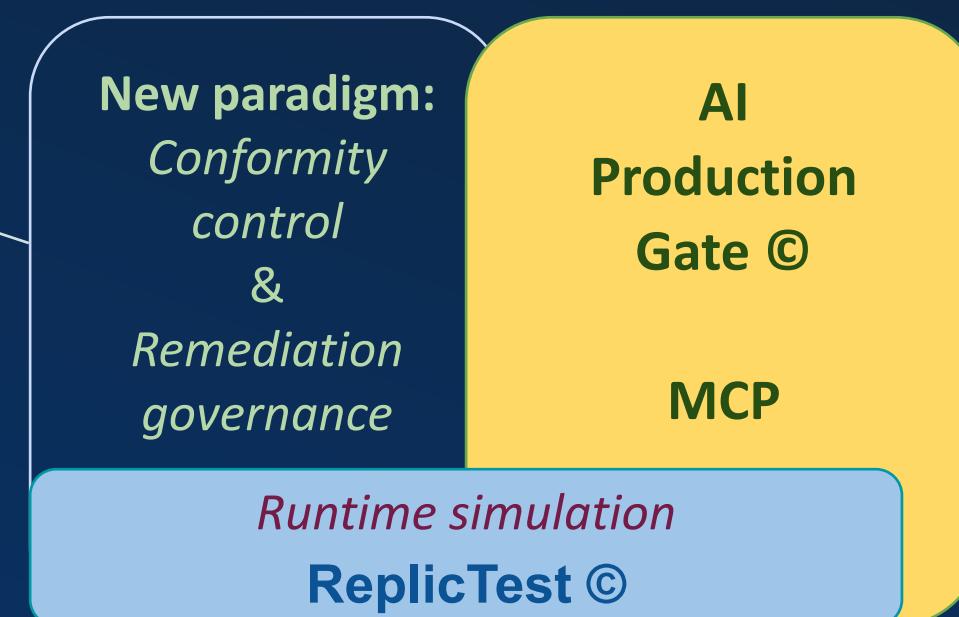 New paradigm:
Conformity
control
&
Remediation
governance
AI
Production
Gate ©
MCP
Runtime simulation
ReplicTest ©